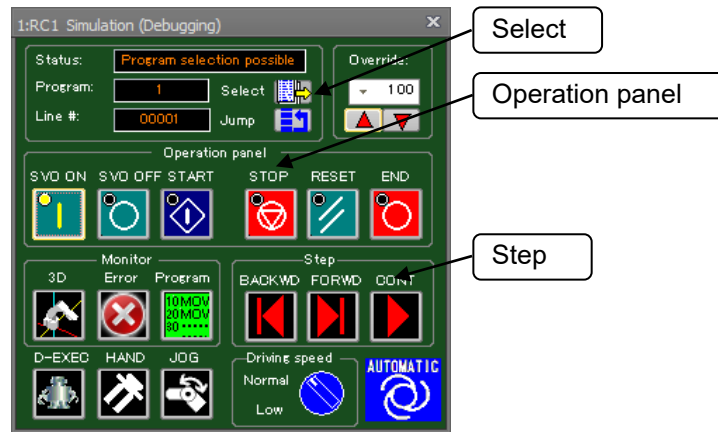 1:RC1 Simulation (Debugging)
Select
Status: Program selection possible
Override:
Program: 1 Select
100
Operation panel
Line #: 00001 Jump
Operation panel
SVO ON SVO OFF START STOP RESET END
Step
Monitor
Step
3D Error Program
BACKWD FORWD CONT
10MOV
20MOV
30
D-EXEC HAND JOG
Driving speed
AUTOMATIC
Normal
Low